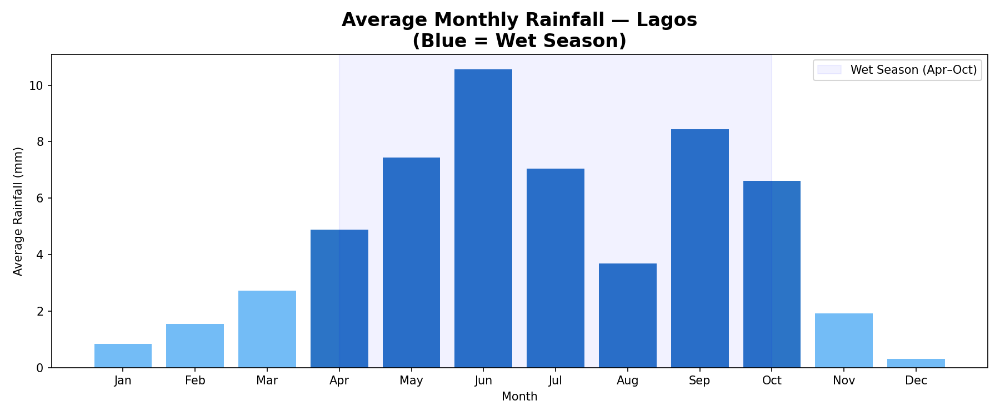 Average Monthly Rainfall — Lagos
(Blue = Wet Season)
Wet Season (Apr–Oct)
Average Rainfall (mm)
10
8
6
4
2
0
Jan Feb Mar Apr May Jun Jul Aug Sep Oct Nov Dec
Month